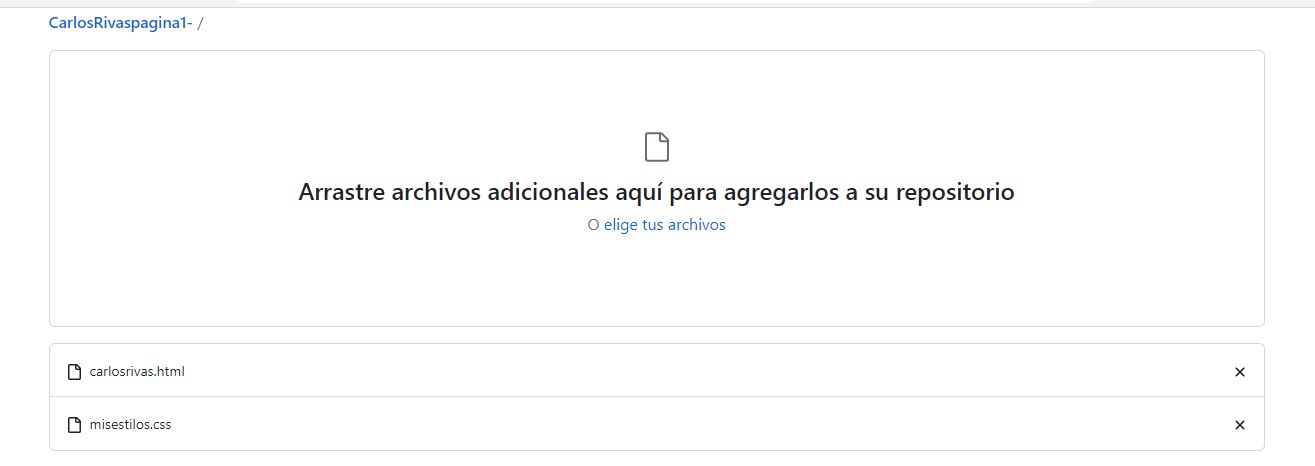 CarlosRivaspagina1- /
Arrastre archivos adicionales aquí para agregarlos a su repositorio
O elige tus archivos
carlosrivas.html
misestilos.css